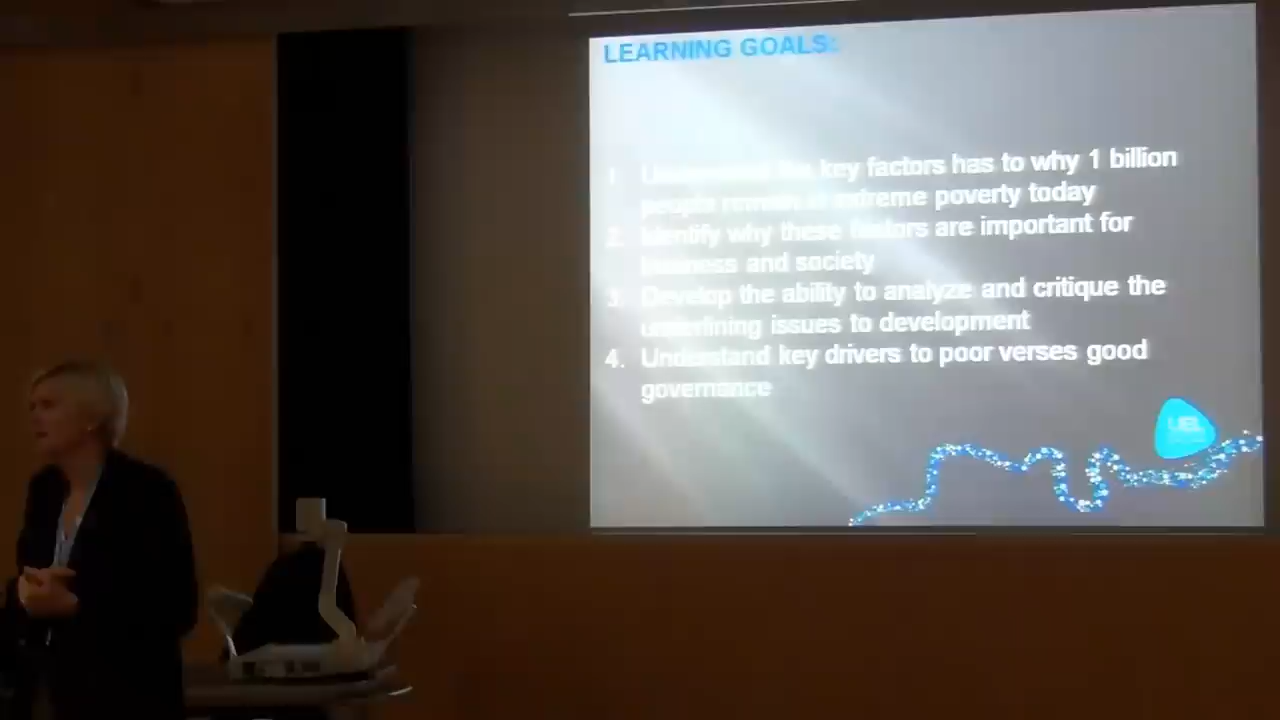 LEARNING GOALS:
1. Understand the key factors has to why 1 billion
people remain in extreme poverty today
2. Identify why these factors are important for
business and society
3. Develop the ability to analyze and critique the
underlining issues to development
4. Understand key drivers to poor verses good
governance
UEL